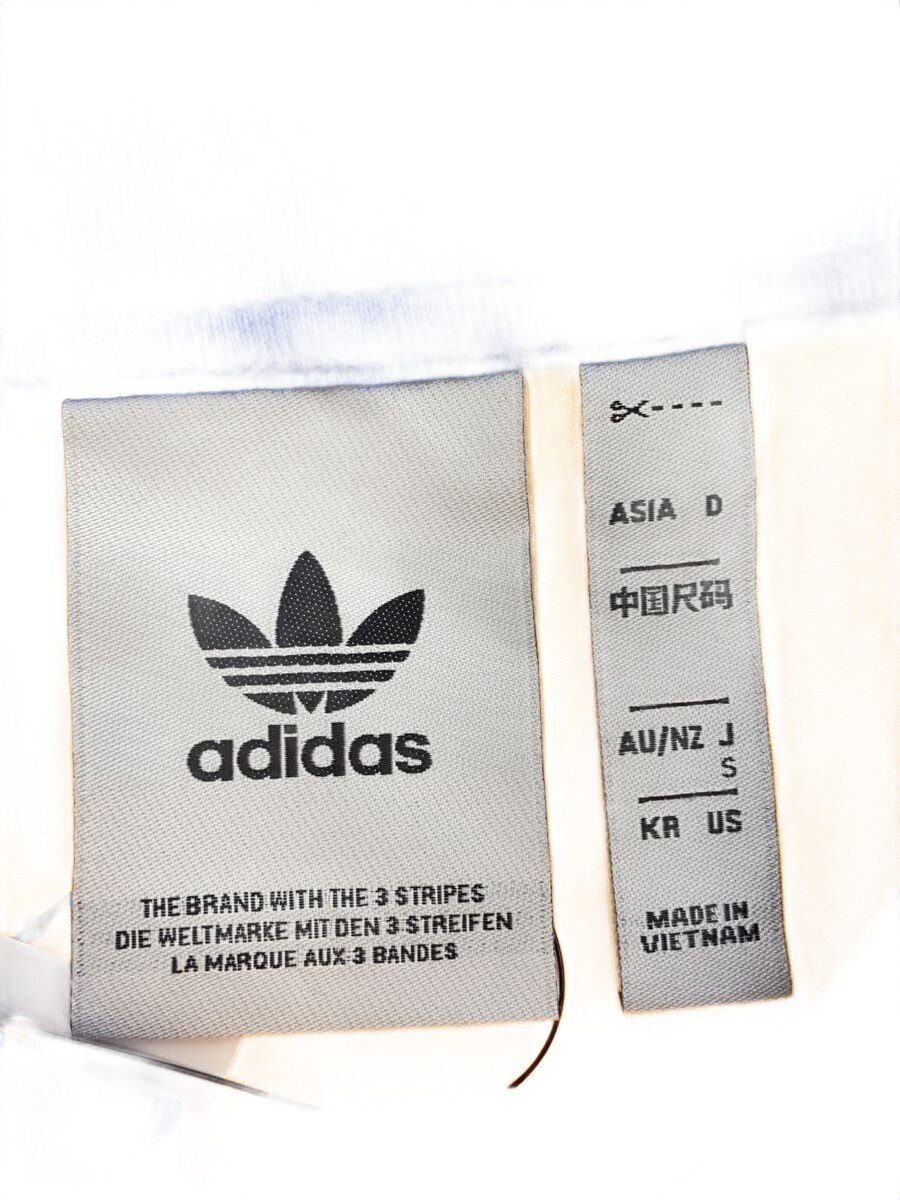 adidas
THE BRAND WITH THE 3 STRIPES
DIE WELTMARKE MIT DEN 3 STREIFEN
LA MARQUE AUX 3 BANDES
ASIA D
中国尺码
AU/NZ J
S
KR US
MADE IN
VIETNAM